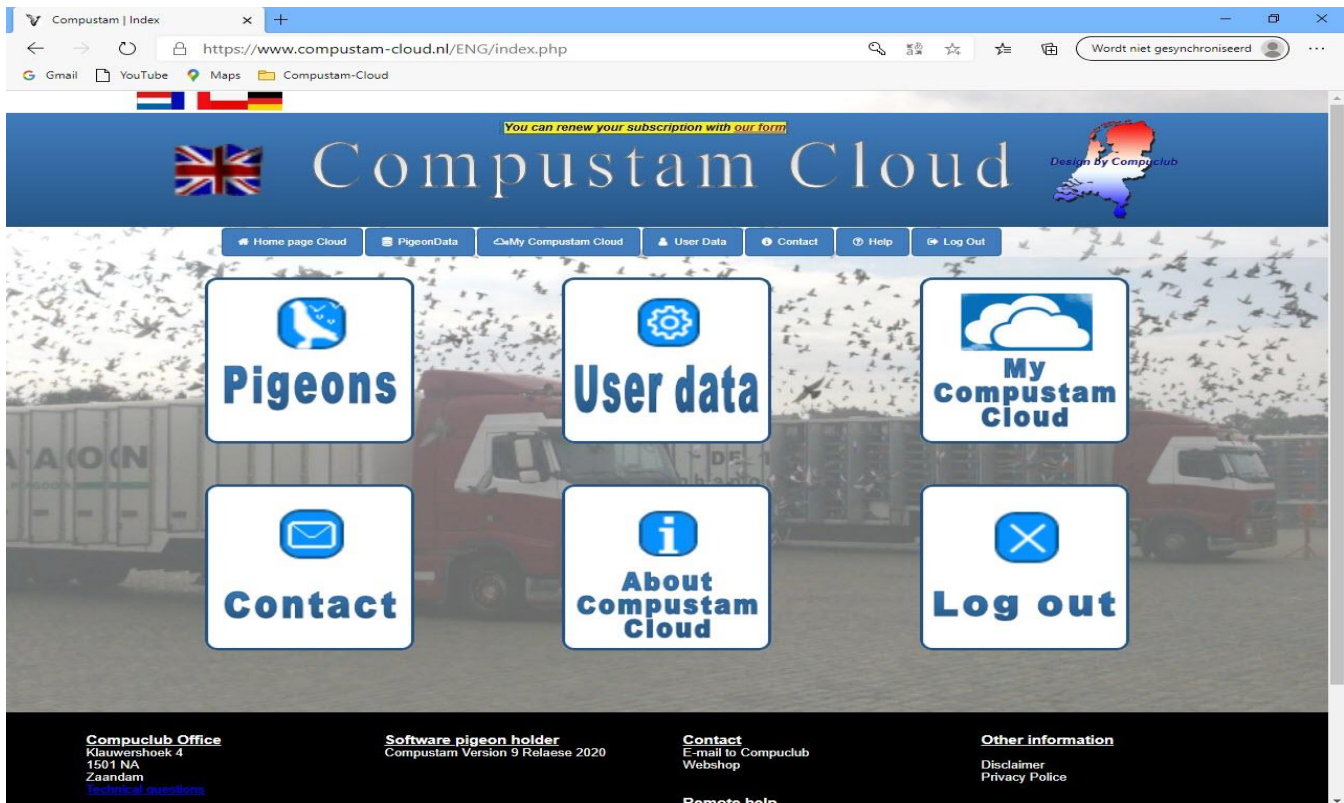 Compustam | Index
https://www.compustam-cloud.nl/ENG/index.php
Wordt niet gesynchroniseerd
Gmail YouTube Maps Compustam-Cloud
You can renew your subscription with our form
Compustam Cloud
Design by Compuclub
Home page Cloud PigeonData My Compustam Cloud User Data Contact Help Log Out
Pigeons
User data
My
Compustam
Cloud
Contact
About
Compustam
Cloud
Log out
Compuclub Office
Klauwershoek 4
1501 NA
Zaandam
Technical questions
Software pigeon holder
Compustam Version 9 Relaese 2020
Contact
E-mail to Compuclub
Webshop
Remote help
Other information
Disclaimer
Privacy Police